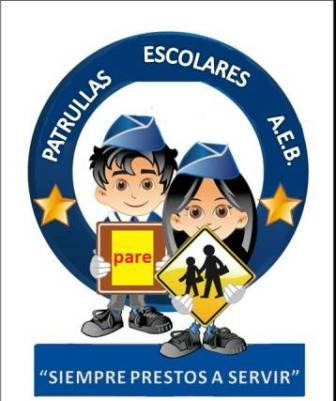 PATRULLAS ESCOLARES A.E.B.
pare
“SIEMPRE PRESTOS A SERVIR”